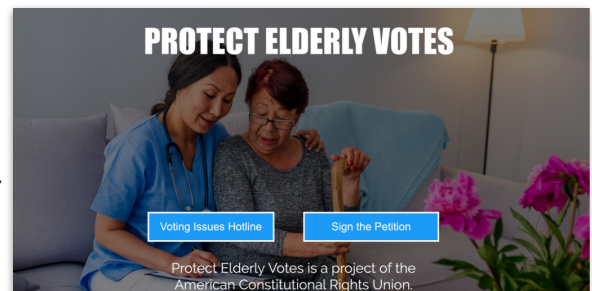 PROTECT ELDERLY VOTES
Voting Issues Hotline
Sign the Petition
Protect Elderly Votes is a project of the
American Constitutional Rights Union.